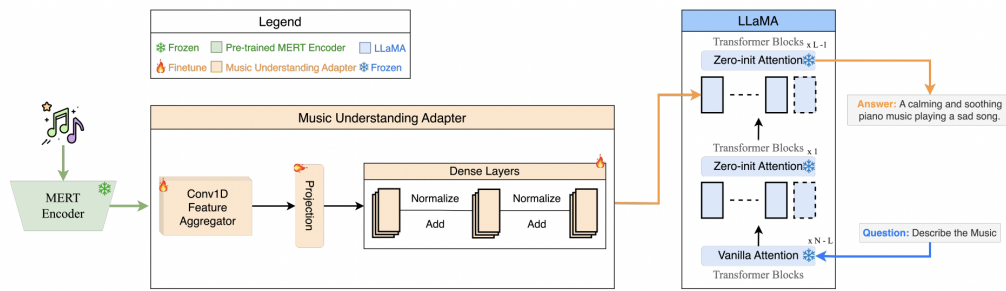 Legend
Frozen
Pre-trained MERT Encoder
LLaMA
Finetune
Music Understanding Adapter
Frozen
MERT
Encoder
Music Understanding Adapter
Conv1D
Feature
Aggregator
Projection
Dense Layers
Normalize
Normalize
Add
Add
LLaMA
Transformer Blocks x L -1
Zero-init Attention
Transformer Blocks x 1
Zero-init Attention
x N - L
Vanilla Attention
Transformer Blocks
Answer: A calming and soothing
piano music playing a sad song.
Question: Describe the Music